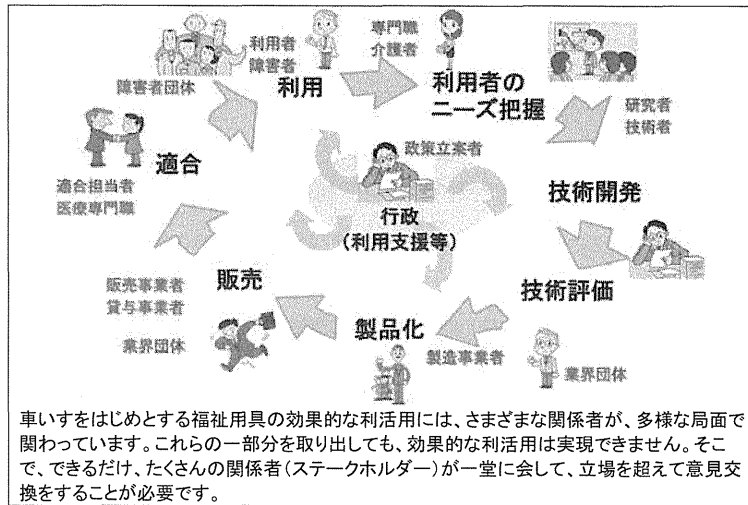 障害者団体
利用者
障害者
利用
専門職
介護者
利用者の
ニーズ把握
研究者
技術者
技術開発
技術評価
業界団体
製造事業者
製品化
販売
販売事業者
貸与事業者
業界団体
適合
適合担当者
医療専門職
政策立案者
行政
(利用支援等)
車いすをはじめとする福祉用具の効果的な利活用には、さまざまな関係者が、多様な局面で
関わっています。これらの一部分を取り出しても、効果的な利活用は実現できません。そこ
で、できるだけ、たくさんの関係者(ステークホルダー)が一堂に会して、立場を超えて意見交
換をすることが必要です。